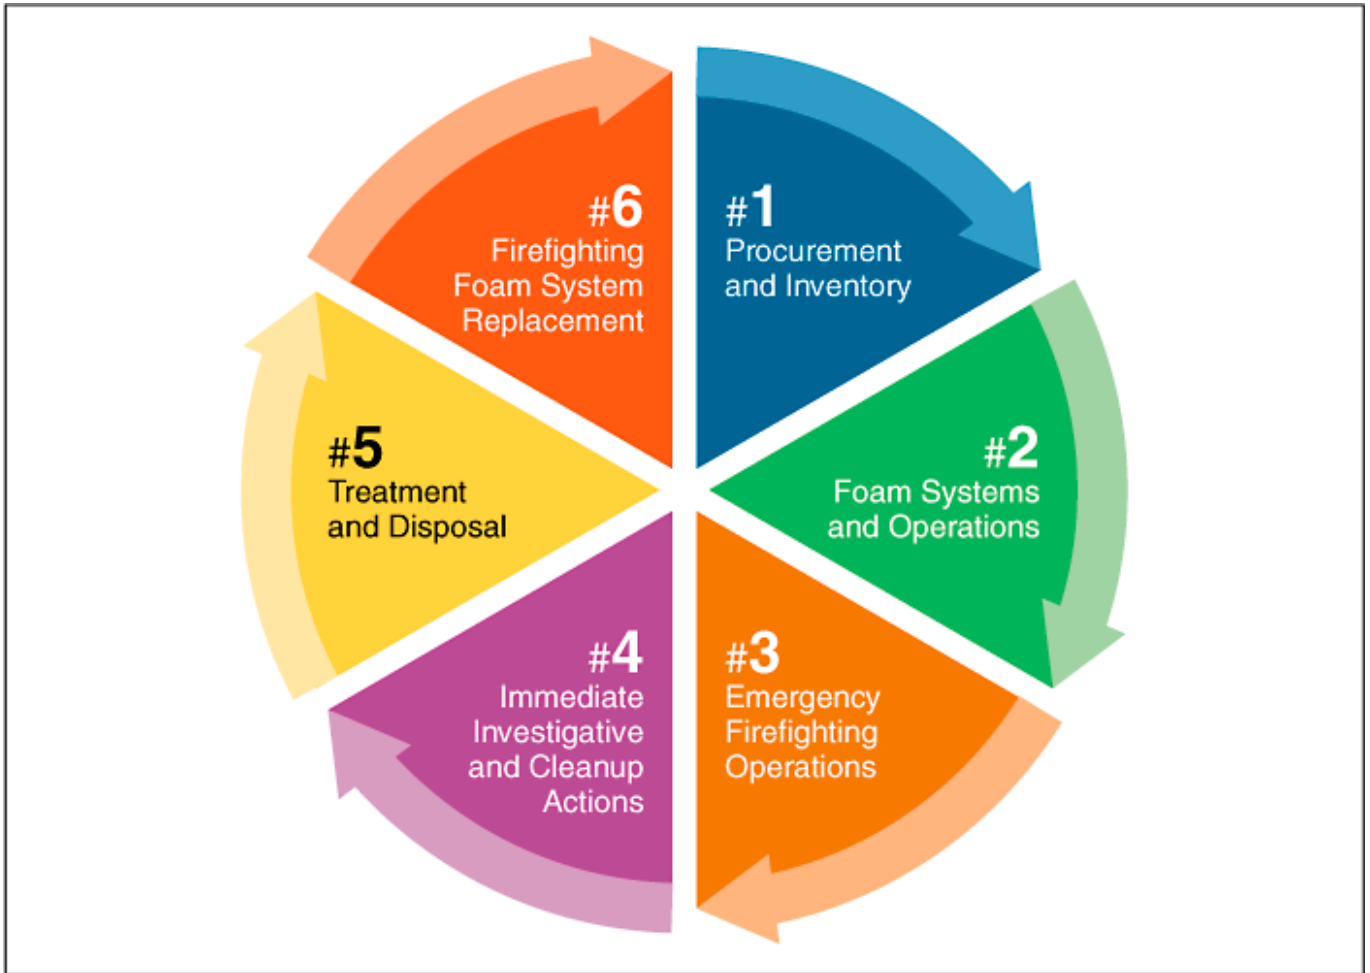 #1
Procurement
and Inventory
#2
Foam Systems
and Operations
#3
Emergency
Firefighting
Operations
#4
Immediate
Investigative
and Cleanup
Actions
#5
Treatment
and Disposal
#6
Firefighting
Foam System
Replacement